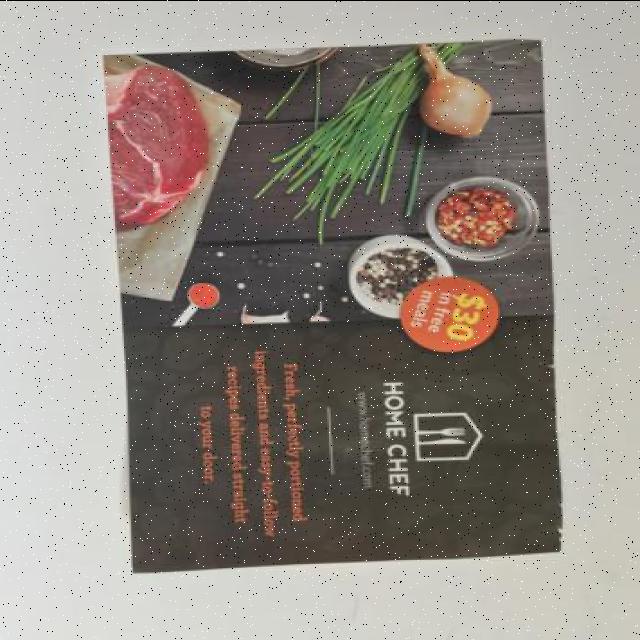 $30
in free
meals
HOME CHEF
www.homechef.com
Fresh, perfectly portioned
ingredients and easy-to-follow
recipes delivered straight
to your door.